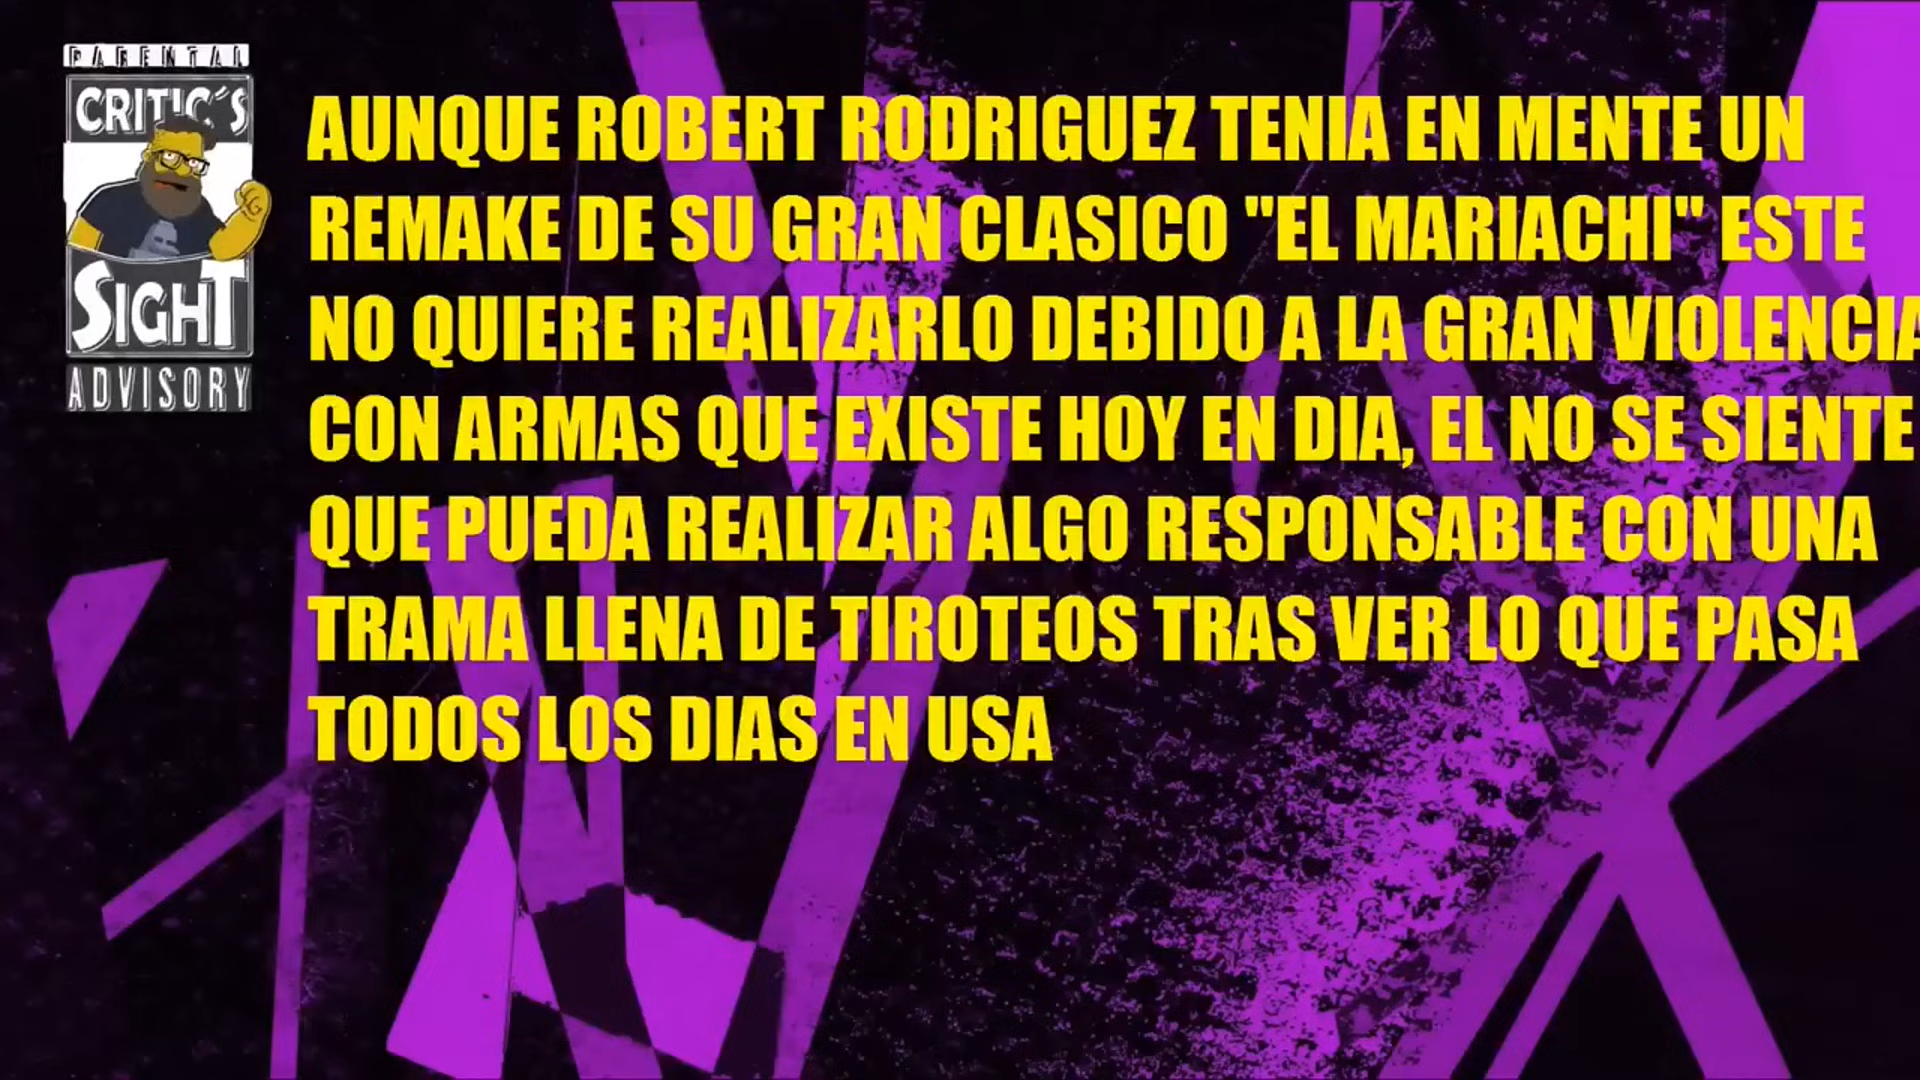 PARENTAL
CRITIC´S
SIGHT
ADVISORY
AUNQUE ROBERT RODRIGUEZ TENIA EN MENTE UN
REMAKE DE SU GRAN CLASICO "EL MARIACHI" ESTE
NO QUIERE REALIZARLO DEBIDO A LA GRAN VIOLENCIA
CON ARMAS QUE EXISTE HOY EN DIA, EL NO SE SIENTE
QUE PUEDA REALIZAR ALGO RESPONSABLE CON UNA
TRAMA LLENA DE TIROTEOS TRAS VER LO QUE PASA
TODOS LOS DIAS EN USA